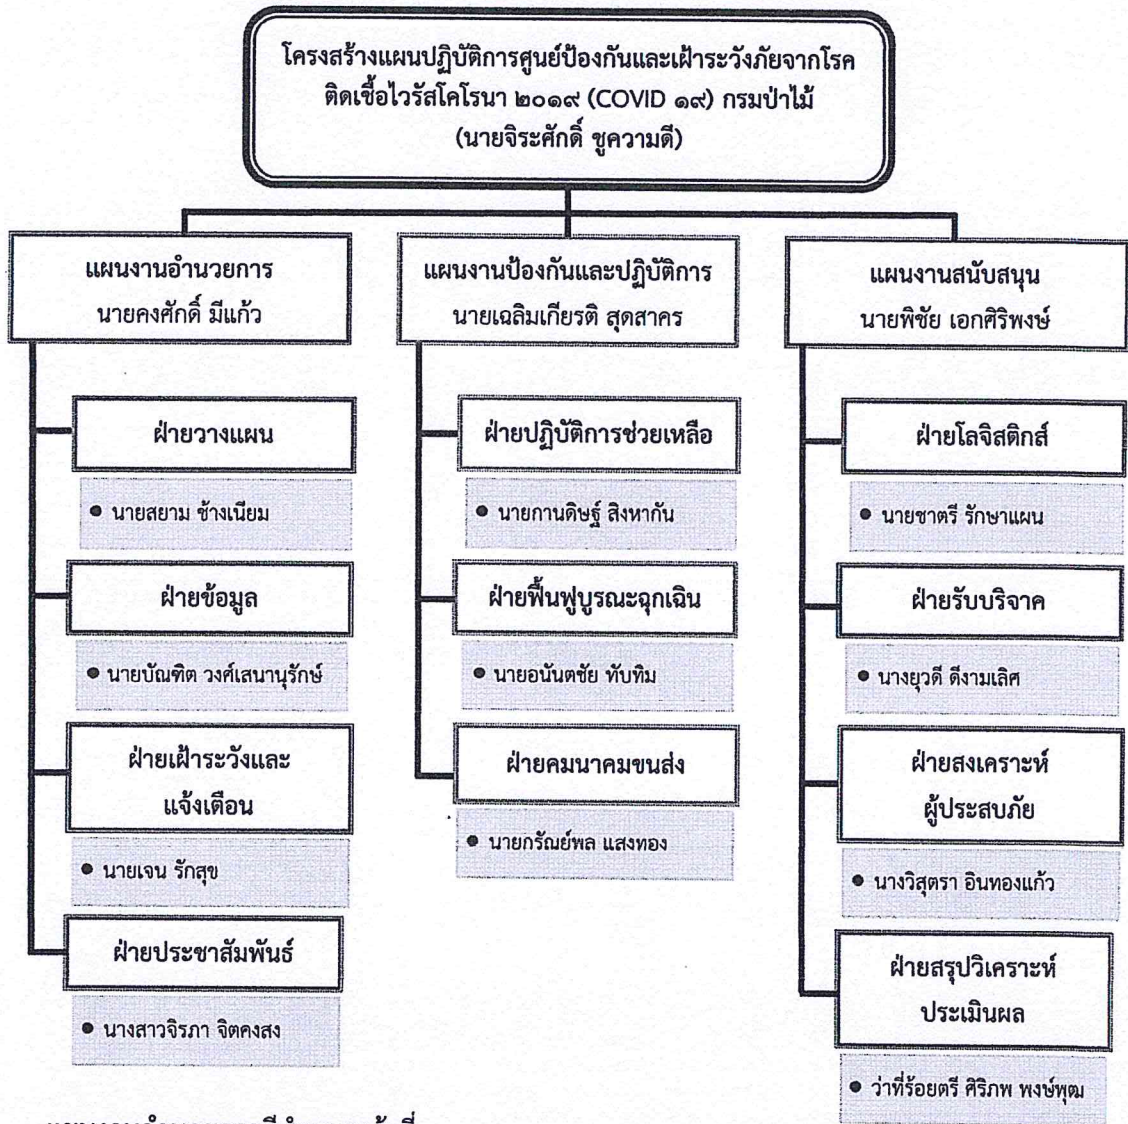 โครงสร้างแผนปฏิบัติการศูนย์ป้องกันและเฝ้าระวังภัยจากโรค
ติดเชื้อไวรัสโคโรนา ๒๐๑๙ (COVID ๑๙) กรมป่าไม้
(นายจิระศักดิ์ ชูความดี)
แผนงานอำนวยการ
นายคงศักดิ์ มีแก้ว
ฝ่ายวางแผน
• นายสยาม ช้างเนียม
ฝ่ายข้อมูล
• นายบัณฑิต วงศ์เสนานุรักษ์
ฝ่ายเฝ้าระวังและ
แจ้งเตือน
• นายเจน รักสุข
ฝ่ายประชาสัมพันธ์
• นางสาวจิรภา จิตคงสง
แผนงานป้องกันและปฏิบัติการ
นายเฉลิมเกียรติ สุดสาคร
ฝ่ายปฏิบัติการช่วยเหลือ
• นายกานดิษฐ์ สิงหากัน
ฝ่ายฟื้นฟูบูรณะฉุกเฉิน
• นายอนันตชัย ทับทิม
ฝ่ายคมนาคมขนส่ง
• นายกรัณย์พล แสงทอง
แผนงานสนับสนุน
นายพิชัย เอกศิริพงษ์
ฝ่ายโลจิสติกส์
• นายชาตรี รักษาแผน
ฝ่ายรับบริจาค
• นางยุวดี ดีงามเลิศ
ฝ่ายสงเคราะห์
ผู้ประสบภัย
• นางวิสุตรา อินทองแก้ว
ฝ่ายสรุปวิเคราะห์
ประเมินผล
• ว่าที่ร้อยตรี ศิริภพ พงษ์พุฒ